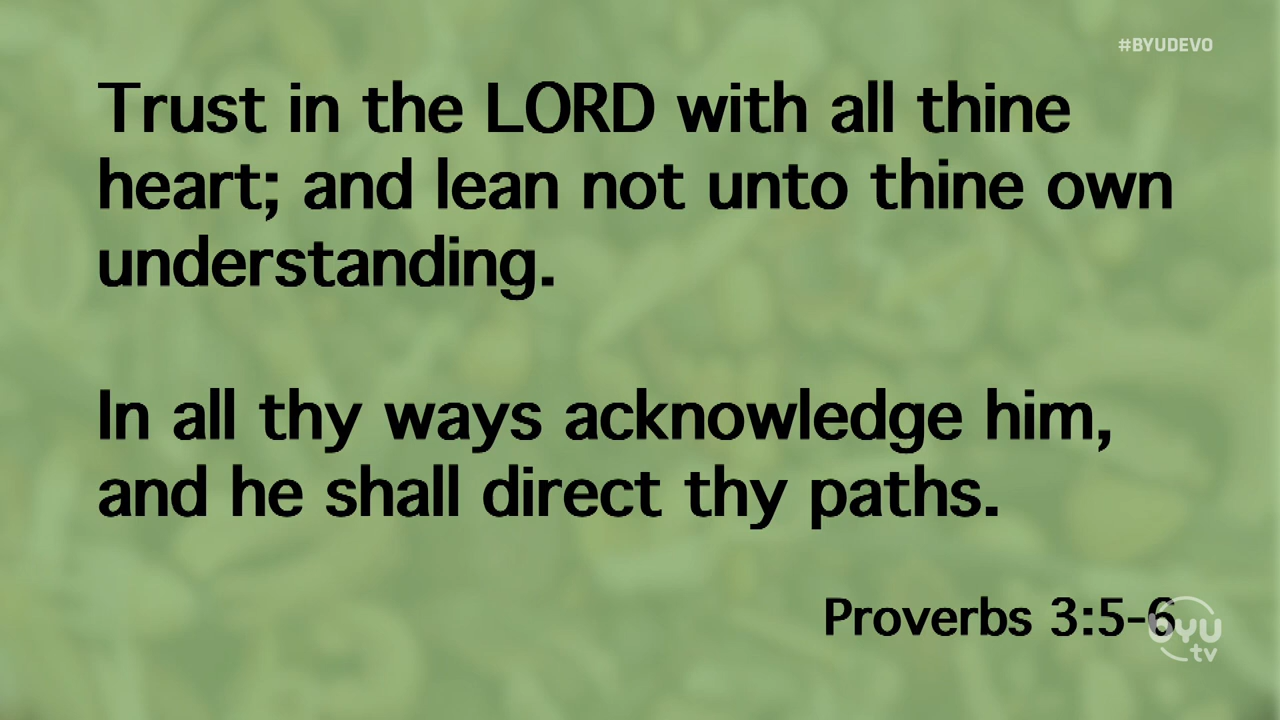 #BYUDEVO
Trust in the LORD with all thine
heart; and lean not unto thine own
understanding.
In all thy ways acknowledge him,
and he shall direct thy paths.
Proverbs 3:5-6
BYU
tv